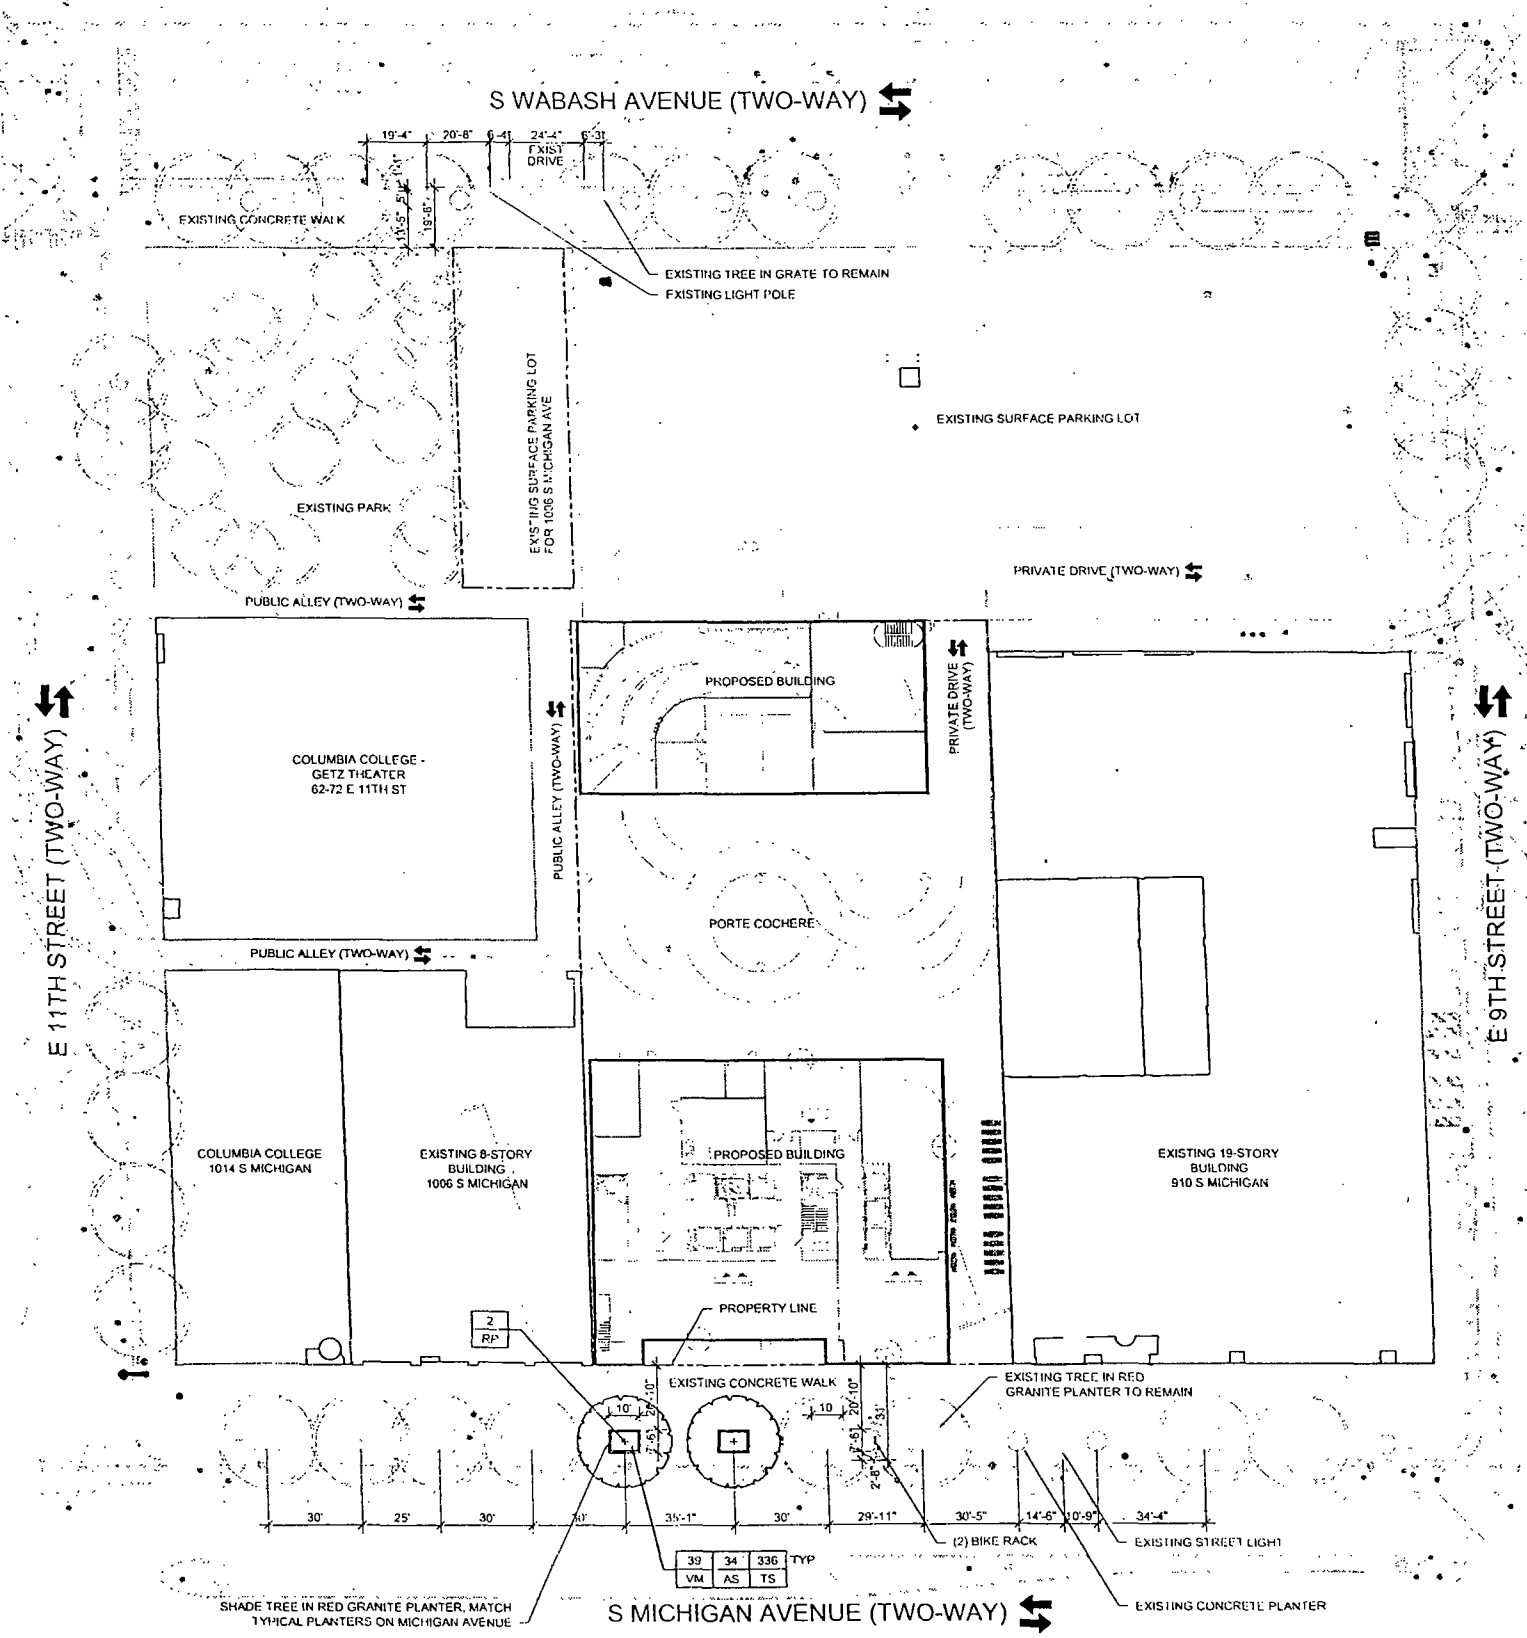 S WABASH AVENUE (TWO-WAY)
19'-4"
20'-8"
24'-4"
EXIST
DRIVE
EXISTING CONCRETE WALK
EXISTING TREE IN GRATE TO REMAIN
EXISTING LIGHT POLE
EXISTING SURFACE PARKING LOT
FOR 1006 S MICHIGAN AVE
EXISTING SURFACE PARKING LOT
EXISTING PARK
PRIVATE DRIVE (TWO-WAY)
PUBLIC ALLEY (TWO-WAY)
PROPOSED BUILDING
PRIVATE DRIVE
(TWO-WAY)
E 11TH STREET (TWO-WAY)
E 9TH STREET (TWO-WAY)
COLUMBIA COLLEGE -
GETZ THEATER
62-72 E 11TH ST
PUBLIC ALLEY (TWO-WAY)
PORTE COCHERE
PUBLIC ALLEY (TWO-WAY)
COLUMBIA COLLEGE
1014 S MICHIGAN
EXISTING 8-STORY
BUILDING
1006 S MICHIGAN
PROPOSED BUILDING
EXISTING 19-STORY
BUILDING
910 S MICHIGAN
PROPERTY LINE
2
RP
EXISTING CONCRETE WALK
EXISTING TREE IN RED
GRANITE PLANTER TO REMAIN
10'
10
20'-10"
30'
25'
30'
35'-1"
30'
29'-11"
30'-5"
14'-6"
10'-9"
34'-4"
(2) BIKE RACK
EXISTING STREET LIGHT
39 34 336 TYP
VM AS TS
SHADE TREE IN RED GRANITE PLANTER, MATCH
TYPICAL PLANTERS ON MICHIGAN AVENUE
S MICHIGAN AVENUE (TWO-WAY)
EXISTING CONCRETE PLANTER